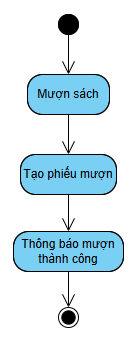 Mượn sách
Tạo phiếu mượn
Thông báo mượn
thành công